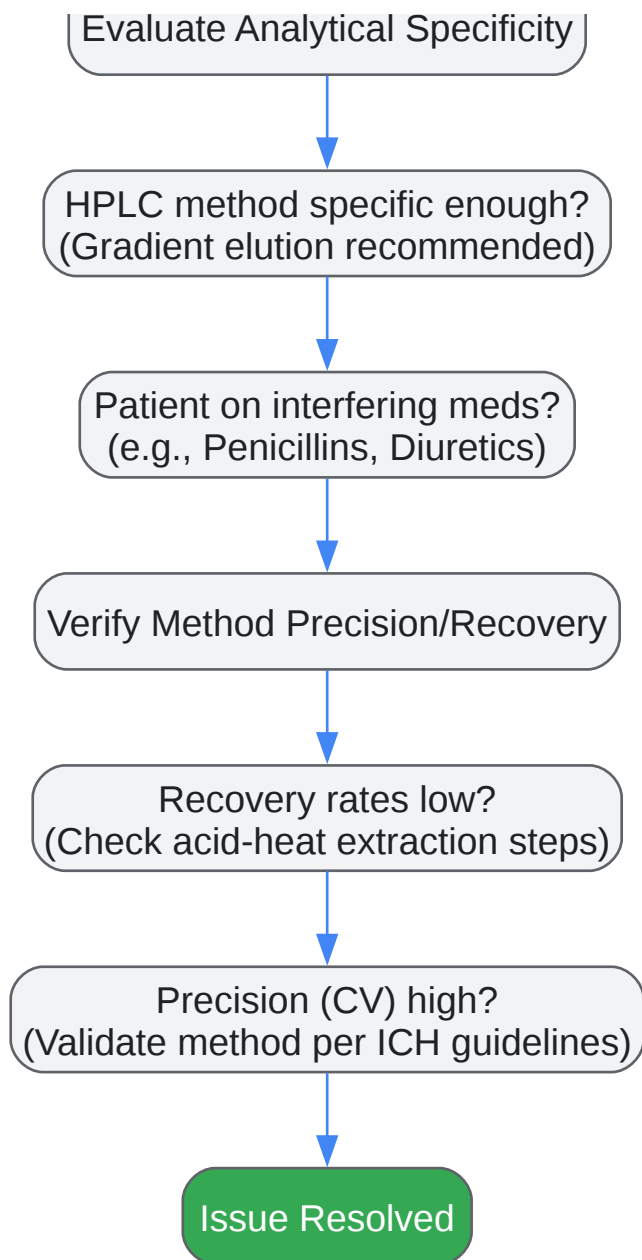 Evaluate Analytical Specificity
HPLC method specific enough?
(Gradient elution recommended)
Patient on interfering meds?
(e.g., Penicillins, Diuretics)
Verify Method Precision/Recovery
Recovery rates low?
(Check acid-heat extraction steps)
Precision (CV) high?
(Validate method per ICH guidelines)
Issue Resolved